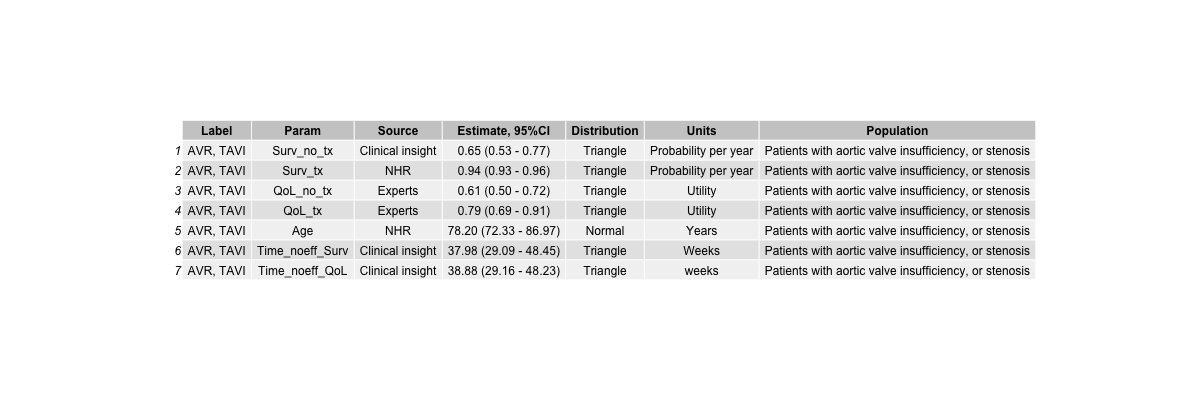 Label Param Source Estimate, 95%CI Distribution Units Population
1 AVR, TAVI Surv_no_tx Clinical insight 0.65 (0.53 - 0.77) Triangle Probability per year Patients with aortic valve insufficiency, or stenosis
2 AVR, TAVI Surv_tx NHR 0.94 (0.93 - 0.96) Triangle Probability per year Patients with aortic valve insufficiency, or stenosis
3 AVR, TAVI QoL_no_tx Experts 0.61 (0.50 - 0.72) Triangle Utility Patients with aortic valve insufficiency, or stenosis
4 AVR, TAVI QoL_tx Experts 0.79 (0.69 - 0.91) Triangle Utility Patients with aortic valve insufficiency, or stenosis
5 AVR, TAVI Age NHR 78.20 (72.33 - 86.97) Normal Years Patients with aortic valve insufficiency, or stenosis
6 AVR, TAVI Time_noeff_Surv Clinical insight 37.98 (29.09 - 48.45) Triangle Weeks Patients with aortic valve insufficiency, or stenosis
7 AVR, TAVI Time_noeff_QoL Clinical insight 38.88 (29.16 - 48.23) Triangle weeks Patients with aortic valve insufficiency, or stenosis